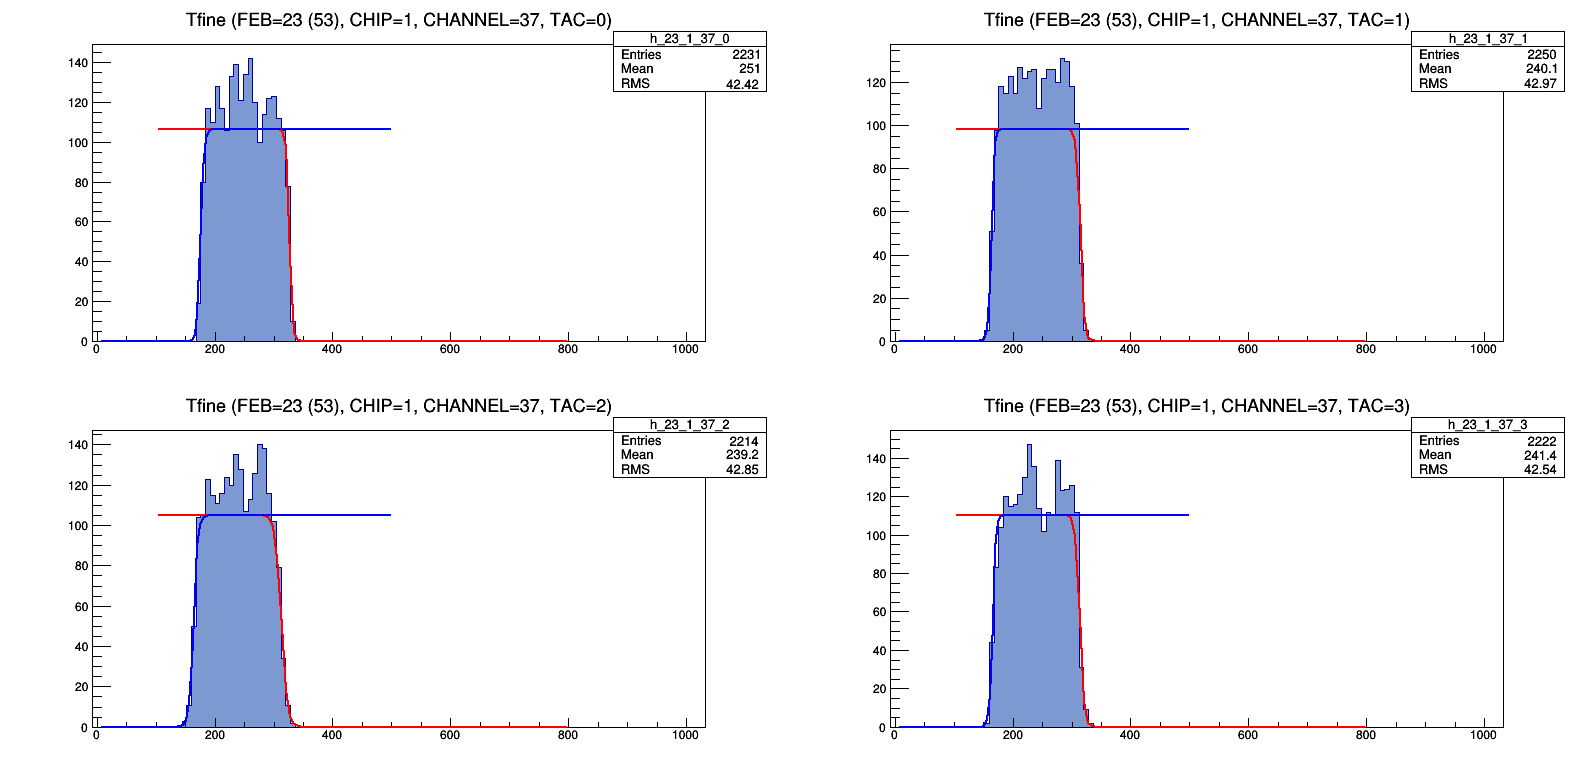 Tfine (FEB=23 (53), CHIP=1, CHANNEL=37, TAC=0)
h_23_1_37_0
Entries 2231
Mean 251
RMS 42.42
140
120
100
80
60
40
20
0
0 200 400 600 800 1000
Tfine (FEB=23 (53), CHIP=1, CHANNEL=37, TAC=1)
h_23_1_37_1
Entries 2250
Mean 240.1
RMS 42.97
120
100
80
60
40
20
0
0 200 400 600 800 1000
Tfine (FEB=23 (53), CHIP=1, CHANNEL=37, TAC=2)
h_23_1_37_2
Entries 2214
Mean 239.2
RMS 42.85
140
120
100
80
60
40
20
0
0 200 400 600 800 1000
Tfine (FEB=23 (53), CHIP=1, CHANNEL=37, TAC=3)
h_23_1_37_3
Entries 2222
Mean 241.4
RMS 42.54
140
120
100
80
60
40
20
0
0 200 400 600 800 1000